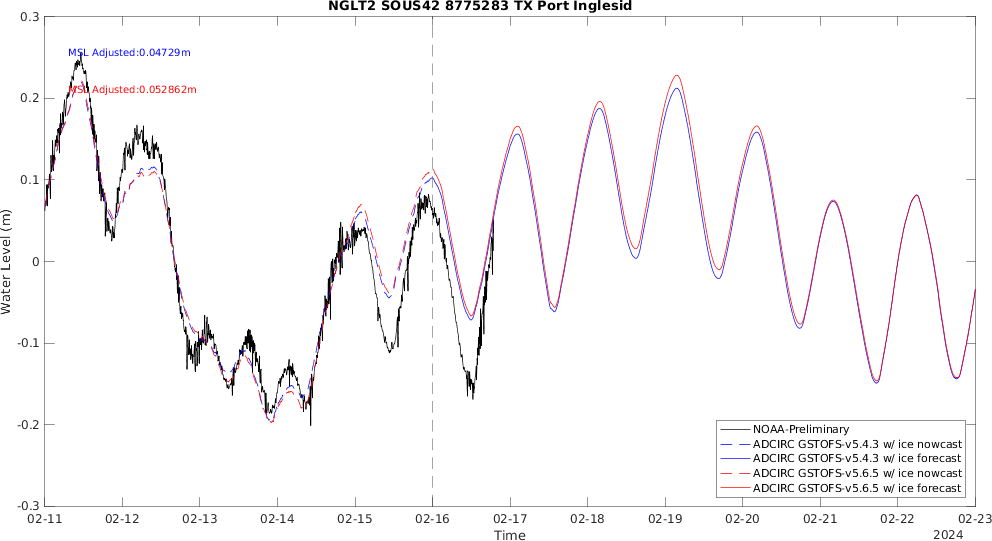 NGLT2 SOUS42 8775283 TX Port Inglesid
0.3
MSL Adjusted:0.04729m
MSL Adjusted:0.052862m
0.2
0.1
0
-0.1
-0.2
-0.3
Water Level (m)
NOAA-Preliminary
ADCIRC GSTOFS-v5.4.3 w/ ice nowcast
ADCIRC GSTOFS-v5.4.3 w/ ice forecast
ADCIRC GSTOFS-v5.6.5 w/ ice nowcast
ADCIRC GSTOFS-v5.6.5 w/ ice forecast
02-11 02-12 02-13 02-14 02-15 02-16 02-17 02-18 02-19 02-20 02-21 02-22 02-23
Time
2024